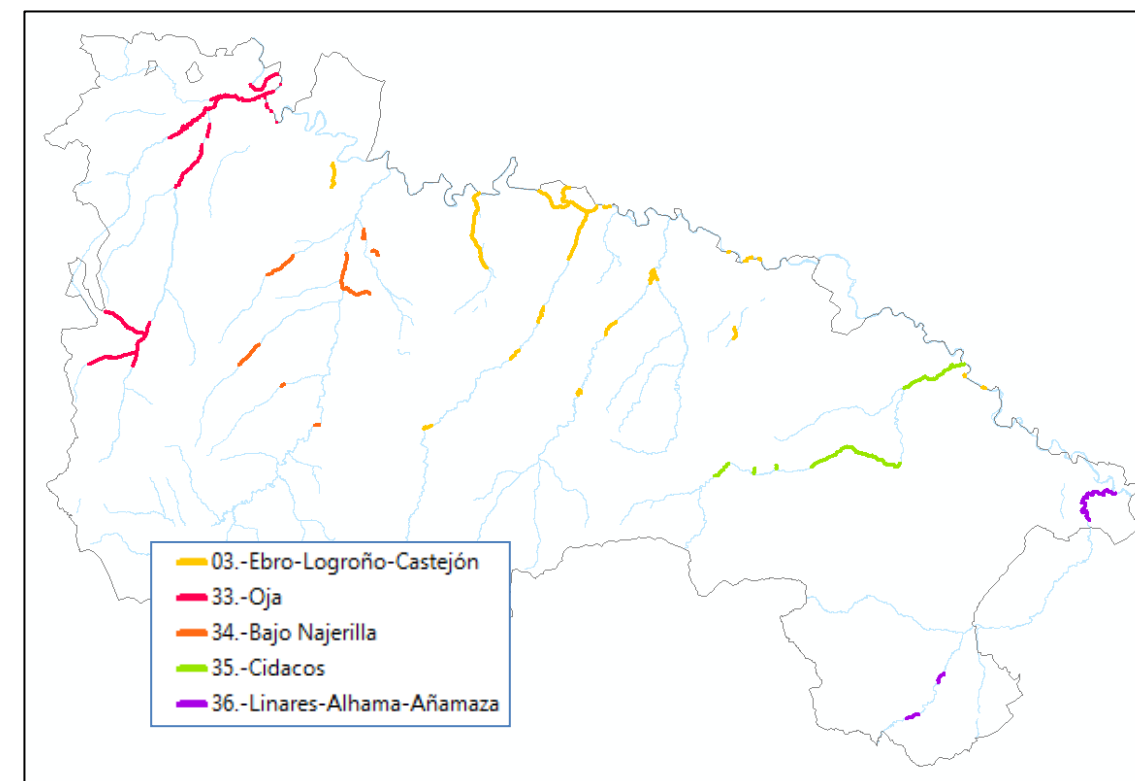 03.-Ebro-Logroño-Castejón
33.-Oja
34.-Bajo Najerilla
35.-Cidacos
36.-Linares-Alhama-Añamaza